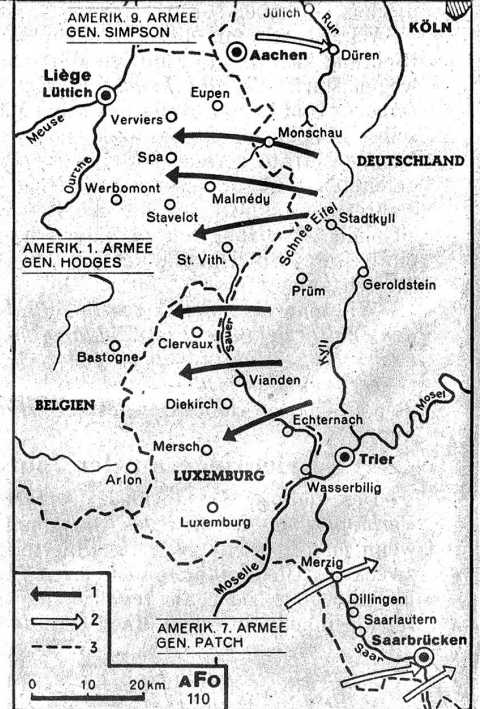 AMERIK. 9. ARMEE
GEN. SIMPSON
Jülich
Rur
KÖLN
Aachen
Düren
Liège
Lüttich
Eupen
Verviers
Monschau
Meuse
Spa
DEUTSCHLAND
Ourthe
Werbomont
Malmédy
Stavelot
Schnee Eifel
Stadtkyll
AMERIK. 1. ARMEE
GEN. HODGES
St. Vith.
Prüm
Geroldstein
Clervaux
Sauer
Bastogne
Kyll
Vianden
BELGIEN
Diekirch
Mosel
Echternach
Mersch
Trier
Arlon
LUXEMBURG
Wasserbilig
Luxemburg
Merzig
Moselle
1
2
3
Dillingen
AMERIK. 7. ARMEE
GEN. PATCH
Saarlautern
Saarbrücken
Saar
0 10 20 km
AFO
110